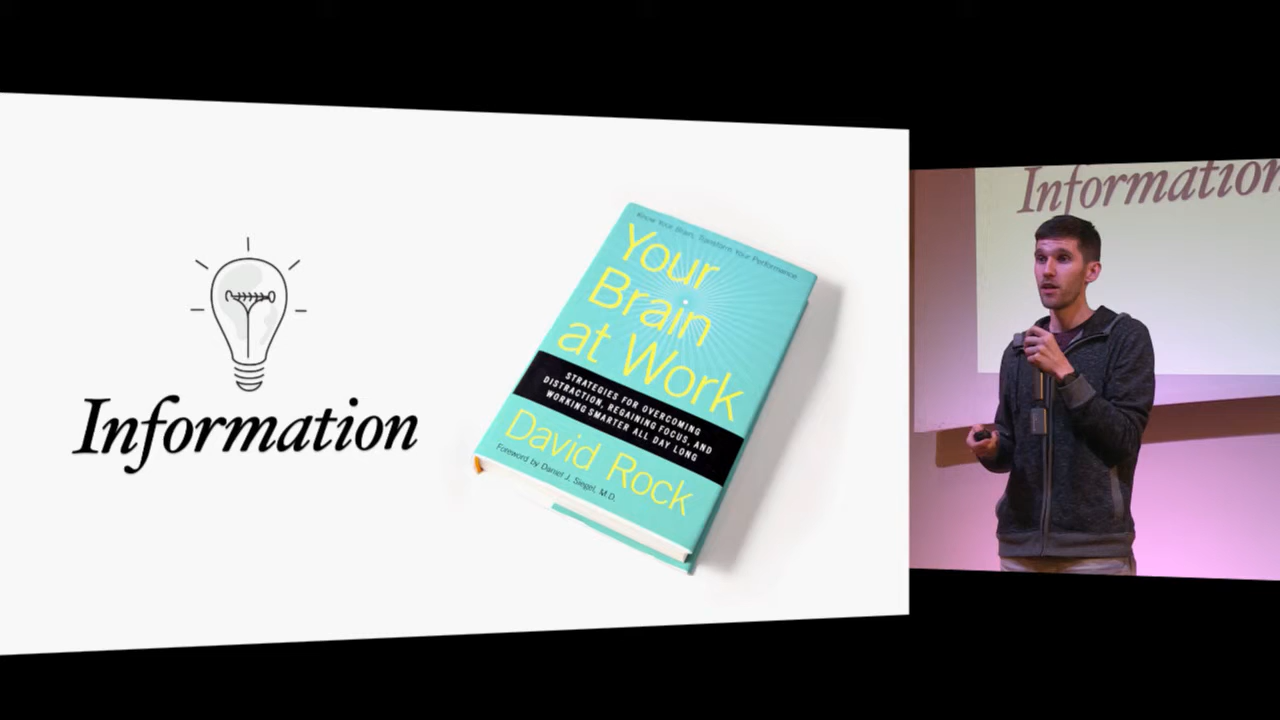 Information
Know Your Brain, Transform Your Performance
Your
Brain
at Work
STRATEGIES FOR OVERCOMING
DISTRACTION, REGAINING FOCUS, AND
WORKING SMARTER ALL DAY LONG
David Rock
Foreword by Daniel J. Siegel, M.D.
Information